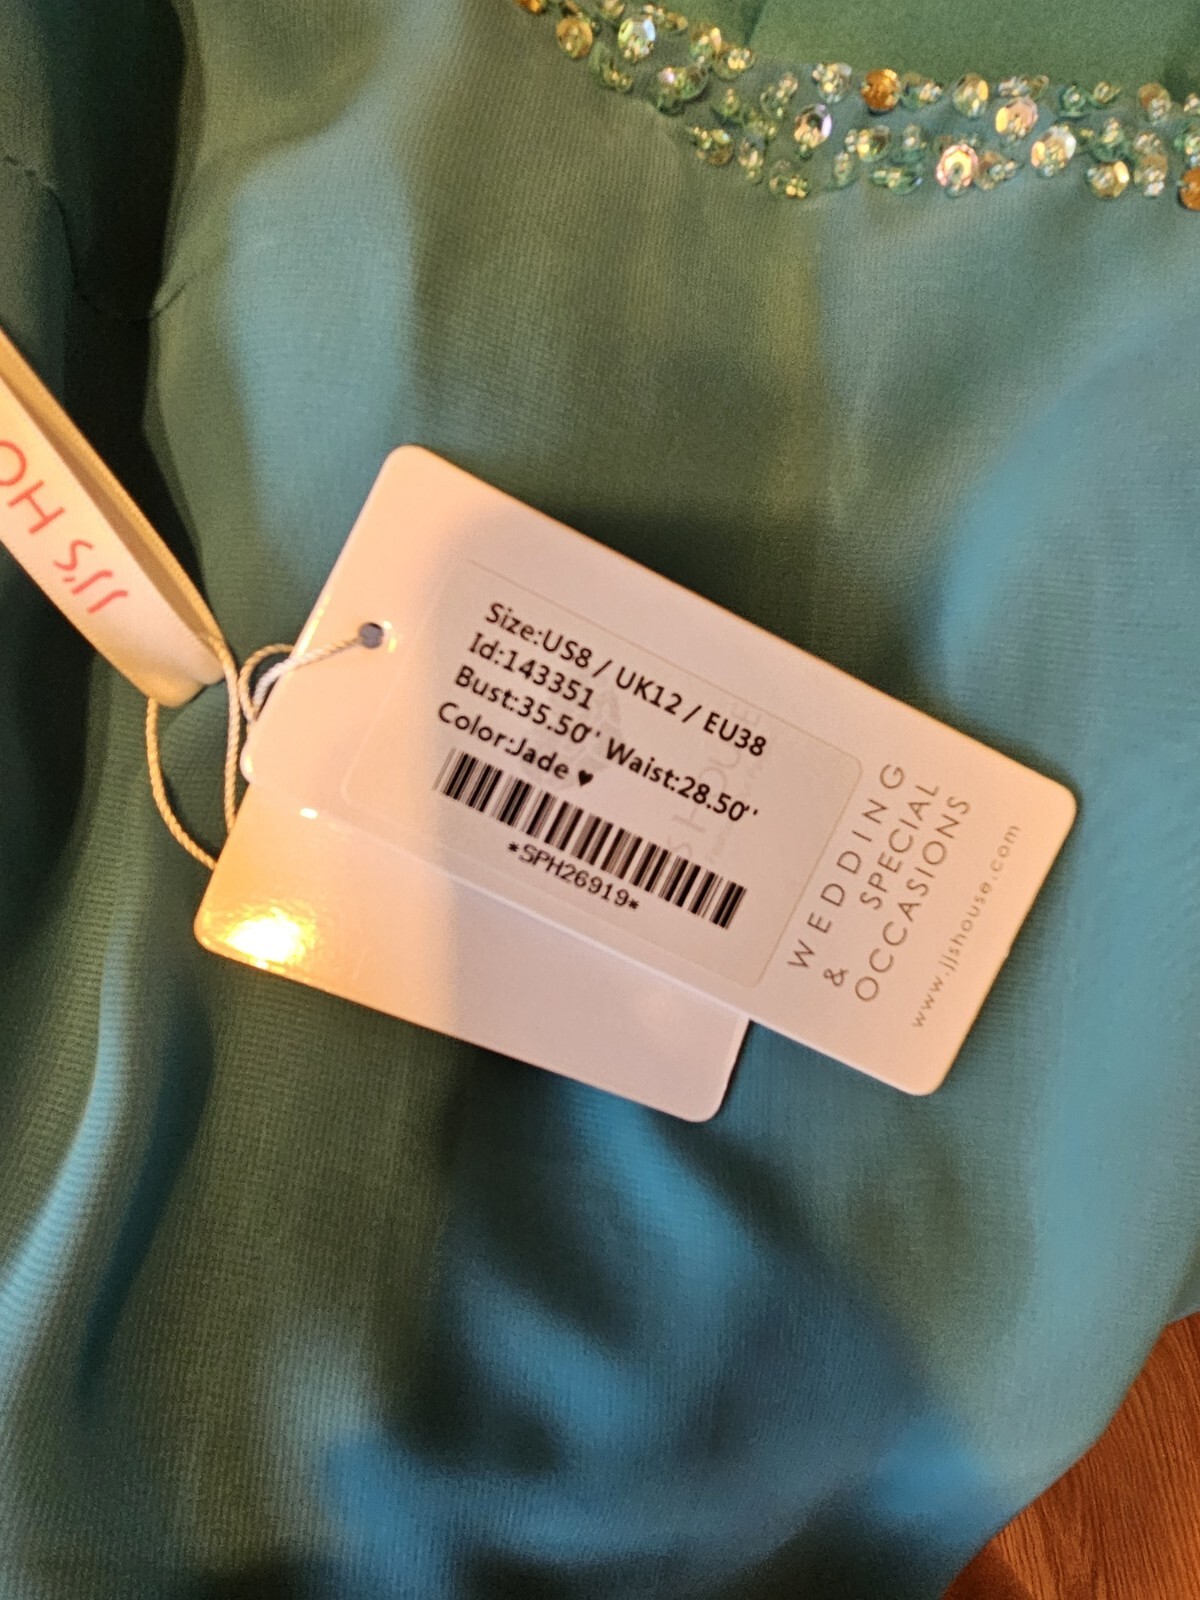 JJ'S HO
Size:US8 / UK12 / EU38
Id:143351
Bust:35.50'' Waist:28.50''
Color:Jade ♥
*SPH26919*
WEDDING
& SPECIAL
OCCASIONS
www.jjshouse.com